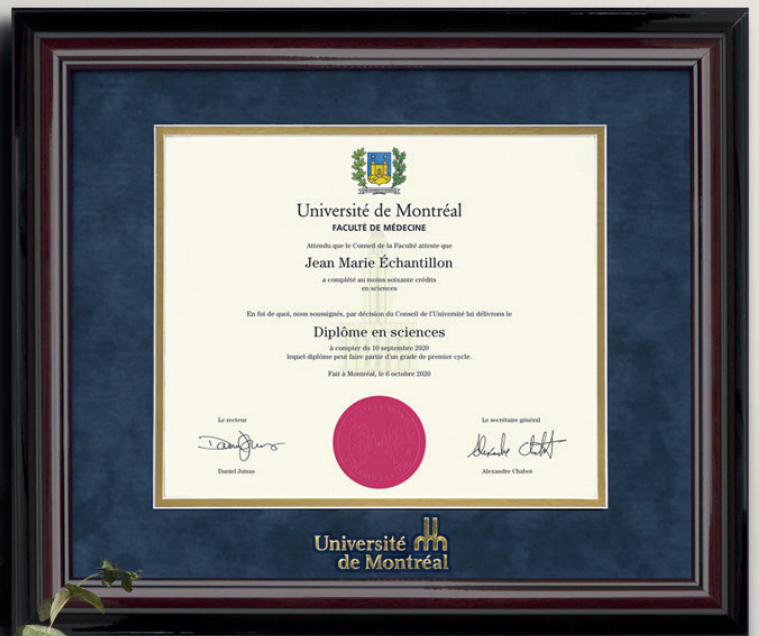 Université de Montréal
FACULTÉ DE MÉDECINE
Attendu que le Conseil de la Faculté atteste que
Jean Marie Échantillon
a complété au moins soixante crédits
en sciences
En foi de quoi, nous soussignés, par décision du Conseil de l'Université lui délivrons le
Diplôme en sciences
à compter du 10 septembre 2020
lequel diplôme peut faire partie d'un grade de premier cycle.
Fait à Montréal, le 6 octobre 2020
Le recteur
Le secrétaire général
Daniel Jutras
Alexandre Chabot
Université
de Montréal